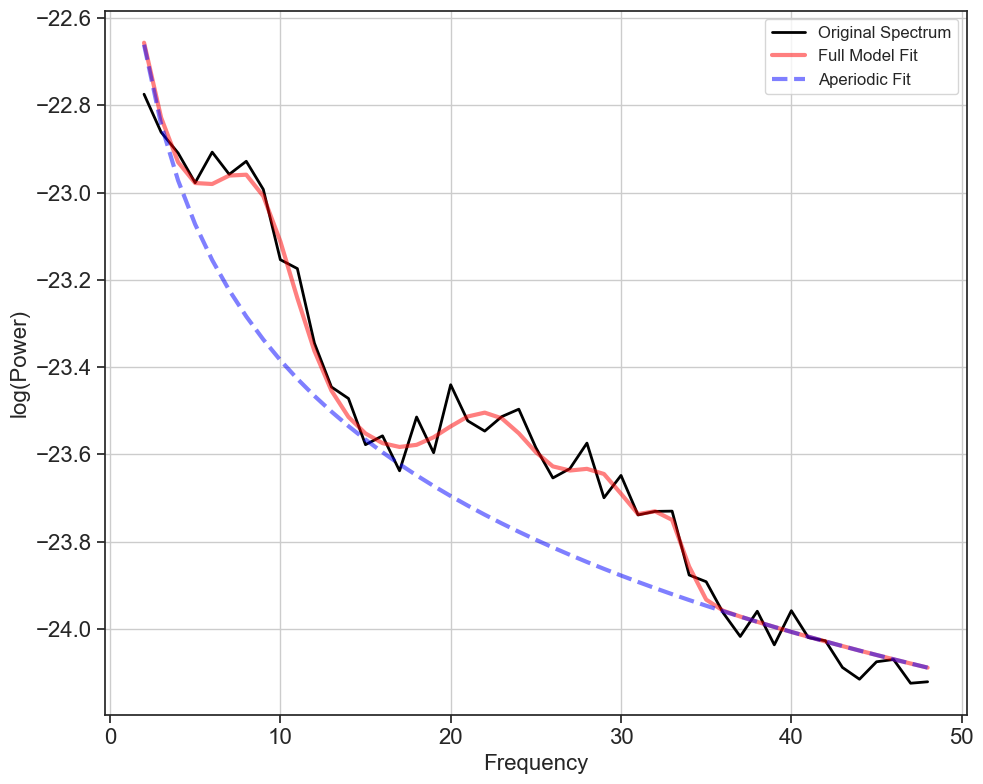 Original Spectrum
Full Model Fit
Aperiodic Fit
log(Power)
−22.6
−22.8
−23.0
−23.2
−23.4
−23.6
−23.8
−24.0
0 10 20 30 40 50
Frequency